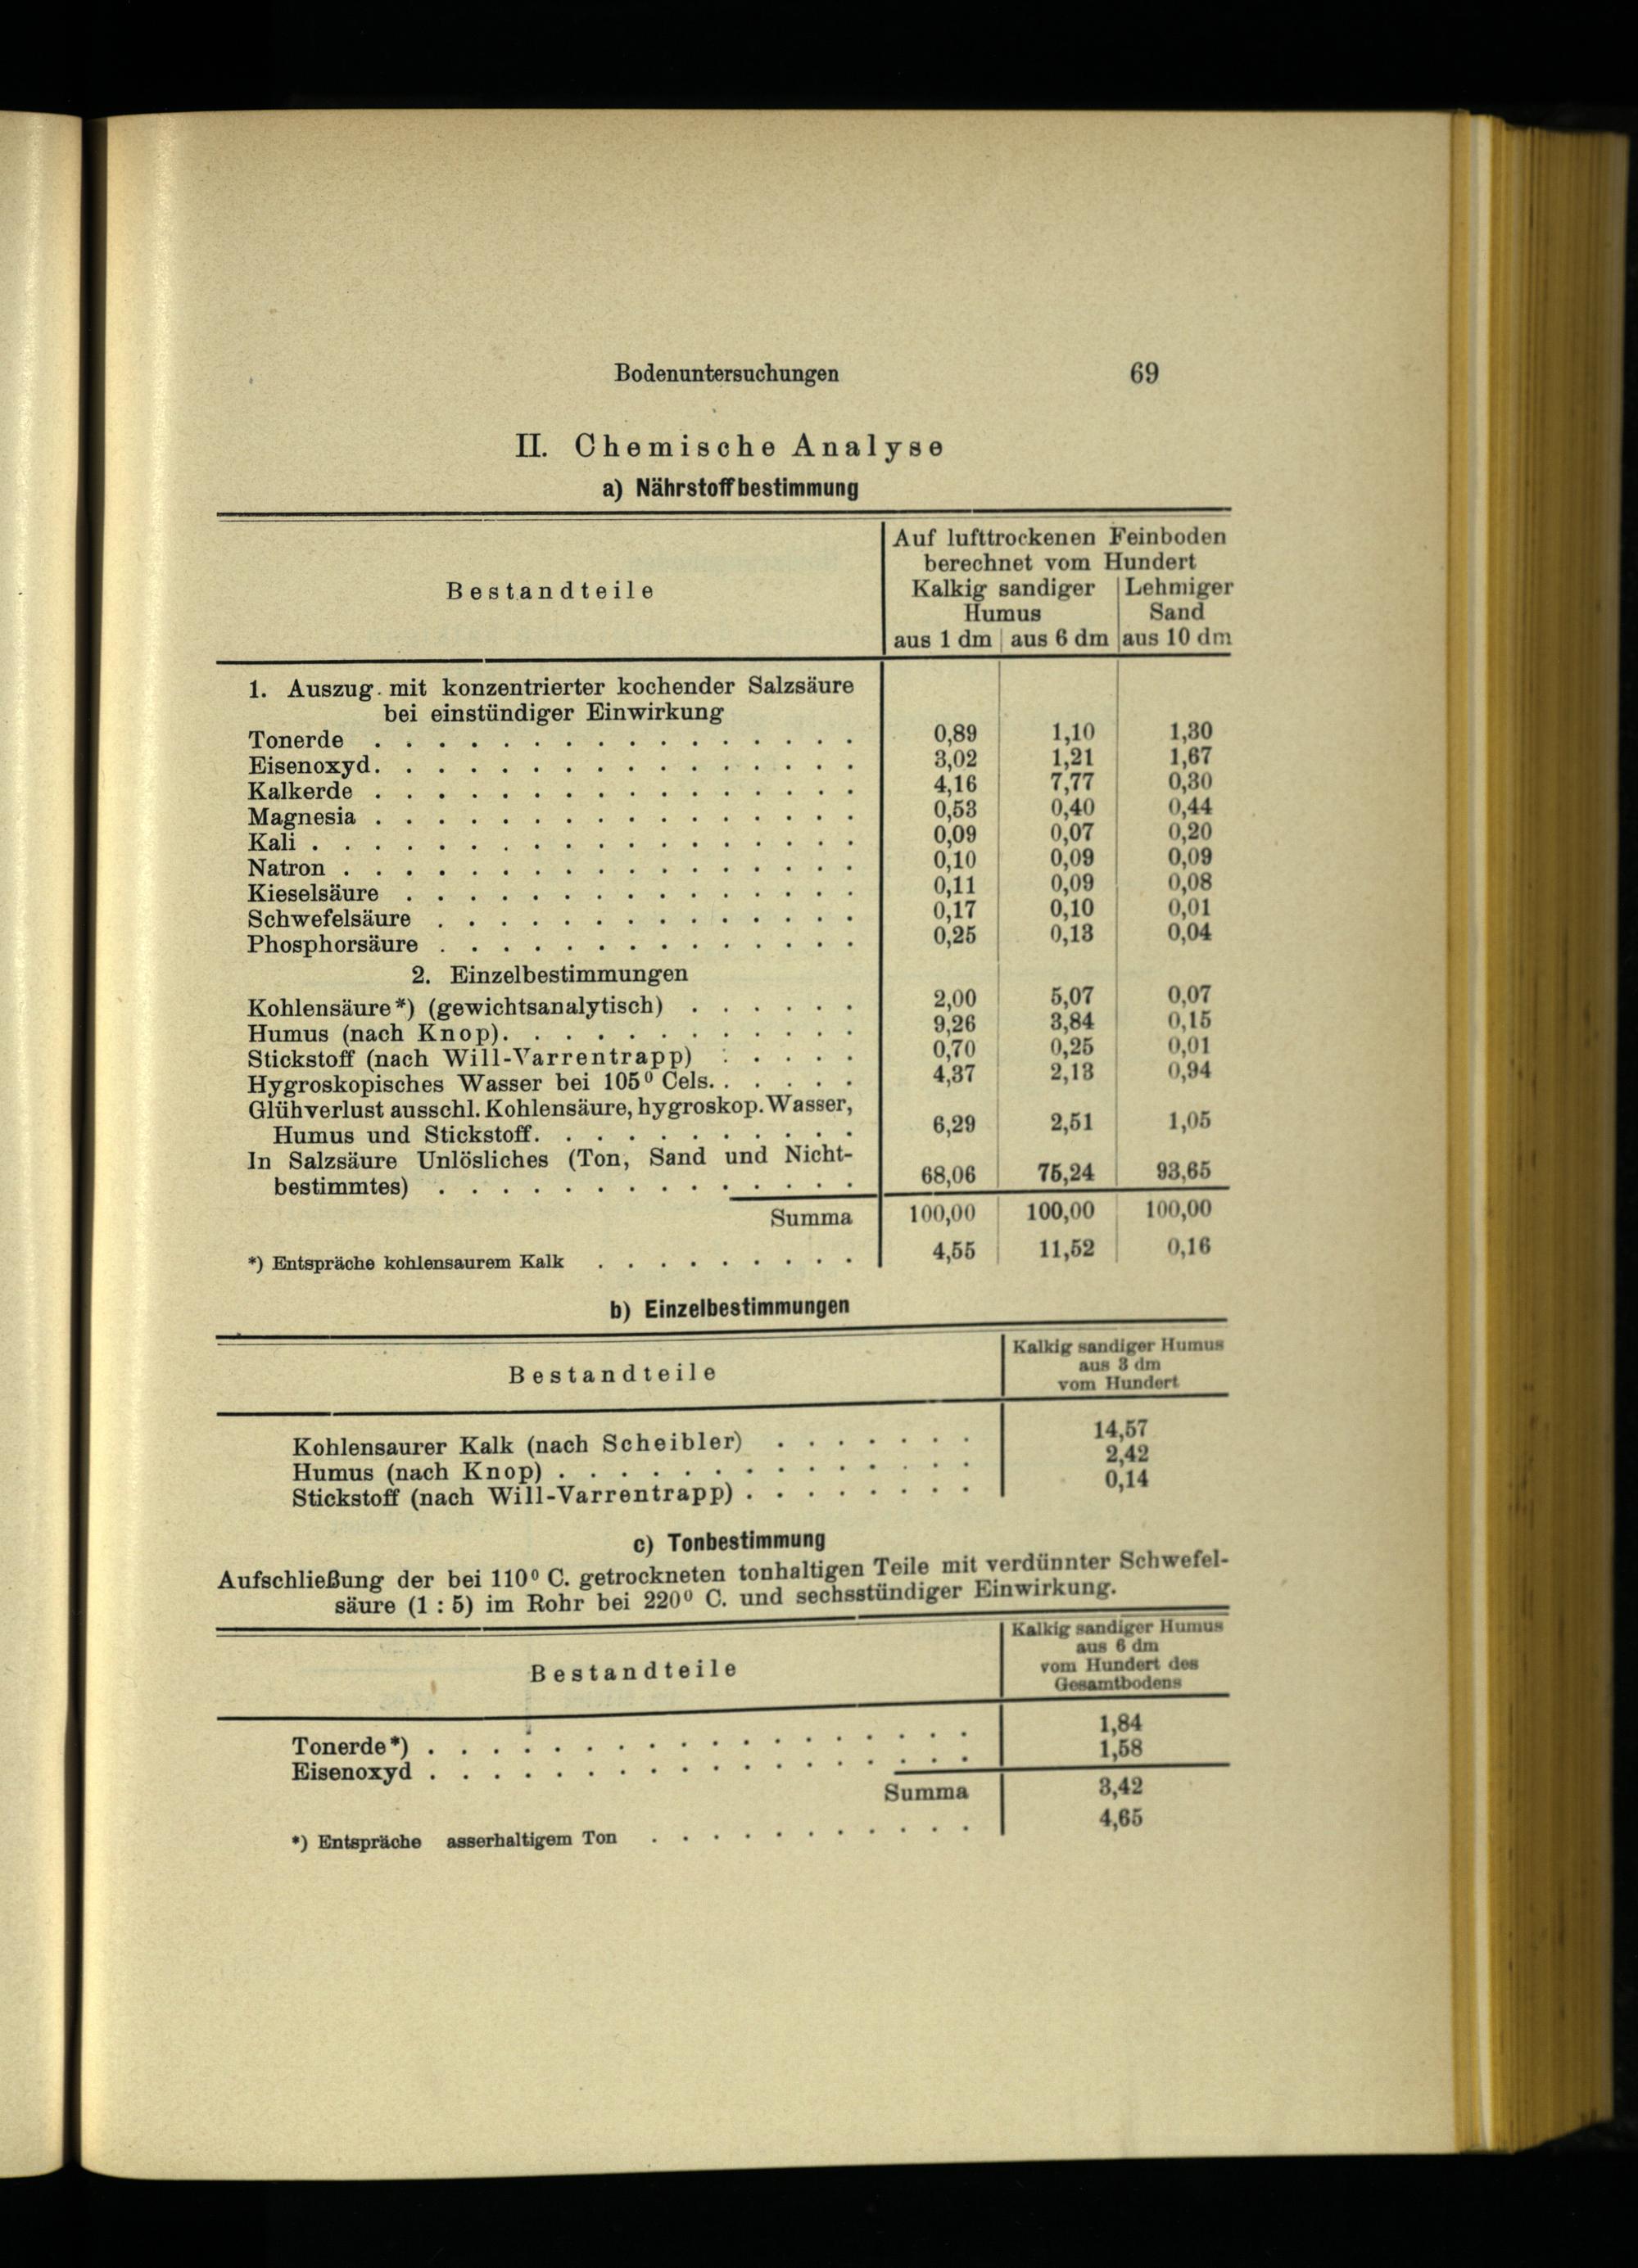 Bodenuntersuchungen 69
II. Chemische Analyse
a) Nährstoffbestimmung
Bestandteile
Auf lufttrockenen Feinboden
berechnet vom Hundert
Kalkig sandiger Lehmiger
Humus Sand
aus 1 dm aus 6 dm aus 10 dm
1. Auszug mit konzentrierter kochender Salzsäure
bei einstündiger Einwirkung
Tonerde . . . . . . . . . . . . . . . . 0,89 1,10 1,30
Eisenoxyd. . . . . . . . . . . . . . . . 3,02 1,21 1,67
Kalkerde . . . . . . . . . . . . . . . . 4,16 7,77 0,30
Magnesia . . . . . . . . . . . . . . . . 0,53 0,40 0,44
Kali . . . . . . . . . . . . . . . . . . 0,09 0,07 0,20
Natron . . . . . . . . . . . . . . . . . 0,10 0,09 0,09
Kieselsäure . . . . . . . . . . . . . . . 0,11 0,09 0,08
Schwefelsäure . . . . . . . . . . . . . . 0,17 0,10 0,01
Phosphorsäure . . . . . . . . . . . . . . 0,25 0,13 0,04
2. Einzelbestimmungen
Kohlensäure*) (gewichtsanalytisch) . . . . . . 2,00 5,07 0,07
Humus (nach Knop). . . . . . . . . . . . 9,26 3,84 0,15
Stickstoff (nach Will-Varrentrapp) . . . . . 0,70 0,25 0,01
Hygroskopisches Wasser bei 105⁰ Cels. . . . . . 4,37 2,13 0,94
Glühverlust ausschl. Kohlensäure, hygroskop. Wasser,
Humus und Stickstoff. . . . . . . . . . . 6,29 2,51 1,05
In Salzsäure Unlösliches (Ton, Sand und Nicht-
bestimmtes) . . . . . . . . . . . . . . 68,06 75,24 93,65
Summa 100,00 100,00 100,00
*) Entspräche kohlensaurem Kalk . . . . . . . . . 4,55 11,52 0,16
b) Einzelbestimmungen
Bestandteile
Kalkig sandiger Humus
aus 3 dm
vom Hundert
Kohlensaurer Kalk (nach Scheibler) . . . . . . . 14,57
Humus (nach Knop) . . . . . . . . . . . . . . 2,42
Stickstoff (nach Will-Varrentrapp) . . . . . . . . 0,14
c) Tonbestimmung
Aufschließung der bei 110⁰ C. getrockneten tonhaltigen Teile mit verdünnter Schwefel-
säure (1 : 5) im Rohr bei 220⁰ C. und sechsstündiger Einwirkung.
Bestandteile
Kalkig sandiger Humus
aus 6 dm
vom Hundert des
Gesamtbodens
Tonerde*) . . . . . . . . . . . . . . . . . . 1,84
Eisenoxyd . . . . . . . . . . . . . . . . . . 1,58
Summa 3,42
*) Entspräche asserhaltigem Ton . . . . . . . . . . . 4,65